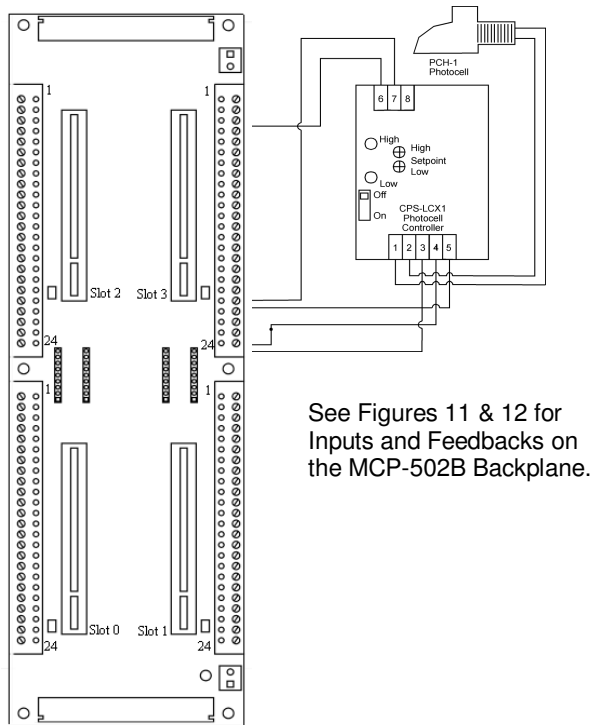 PCH-1
Photocell
1
1
6 7 8
High
High
Setpoint
Low
Low
Off
On
CPS-LCX1
Photocell
Controller
1 2 3 4 5
Slot 2
Slot 3
24
24
1
1
See Figures 11 & 12 for
Inputs and Feedbacks on
the MCP-502B Backplane.
Slot 0
Slot 1
24
24